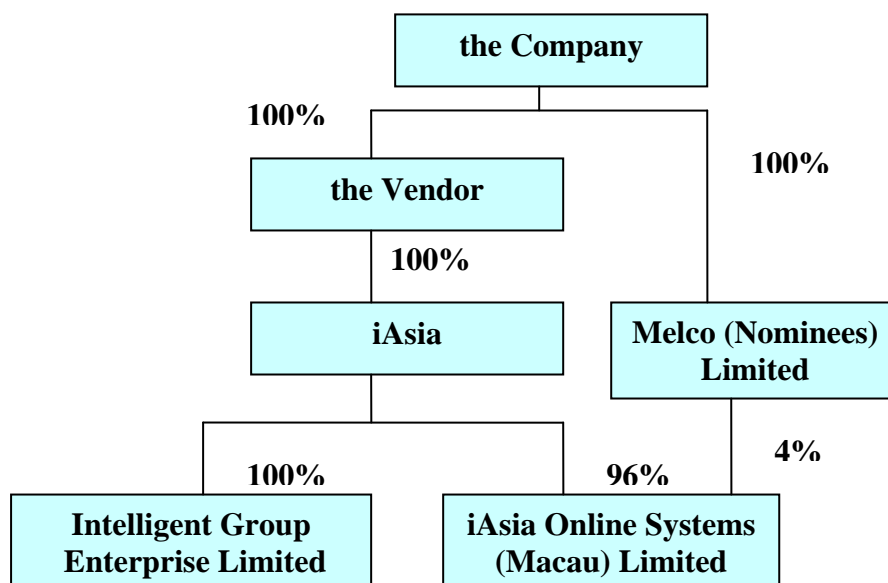 the Company
100%
100%
the Vendor
100%
iAsia
Melco (Nominees)
Limited
100%
96%
4%
Intelligent Group
Enterprise Limited
iAsia Online Systems
(Macau) Limited